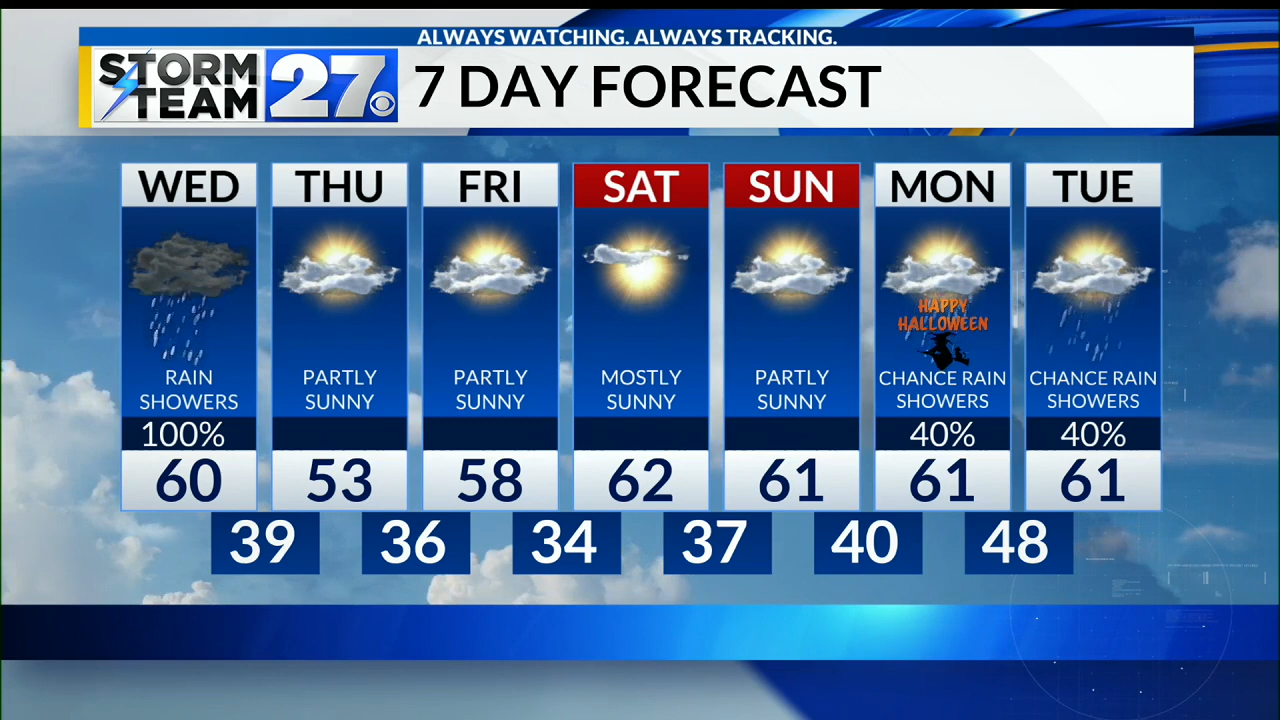 ALWAYS WATCHING. ALWAYS TRACKING.
STORM
TEAM
27
7 DAY FORECAST
WED
THU
FRI
SAT
SUN
MON
TUE
HAPPY
HALLOWEEN
RAIN
SHOWERS
PARTLY
SUNNY
PARTLY
SUNNY
MOSTLY
SUNNY
PARTLY
SUNNY
CHANCE RAIN
SHOWERS
CHANCE RAIN
SHOWERS
100%
40%
40%
60
53
58
62
61
61
61
39
36
34
37
40
48